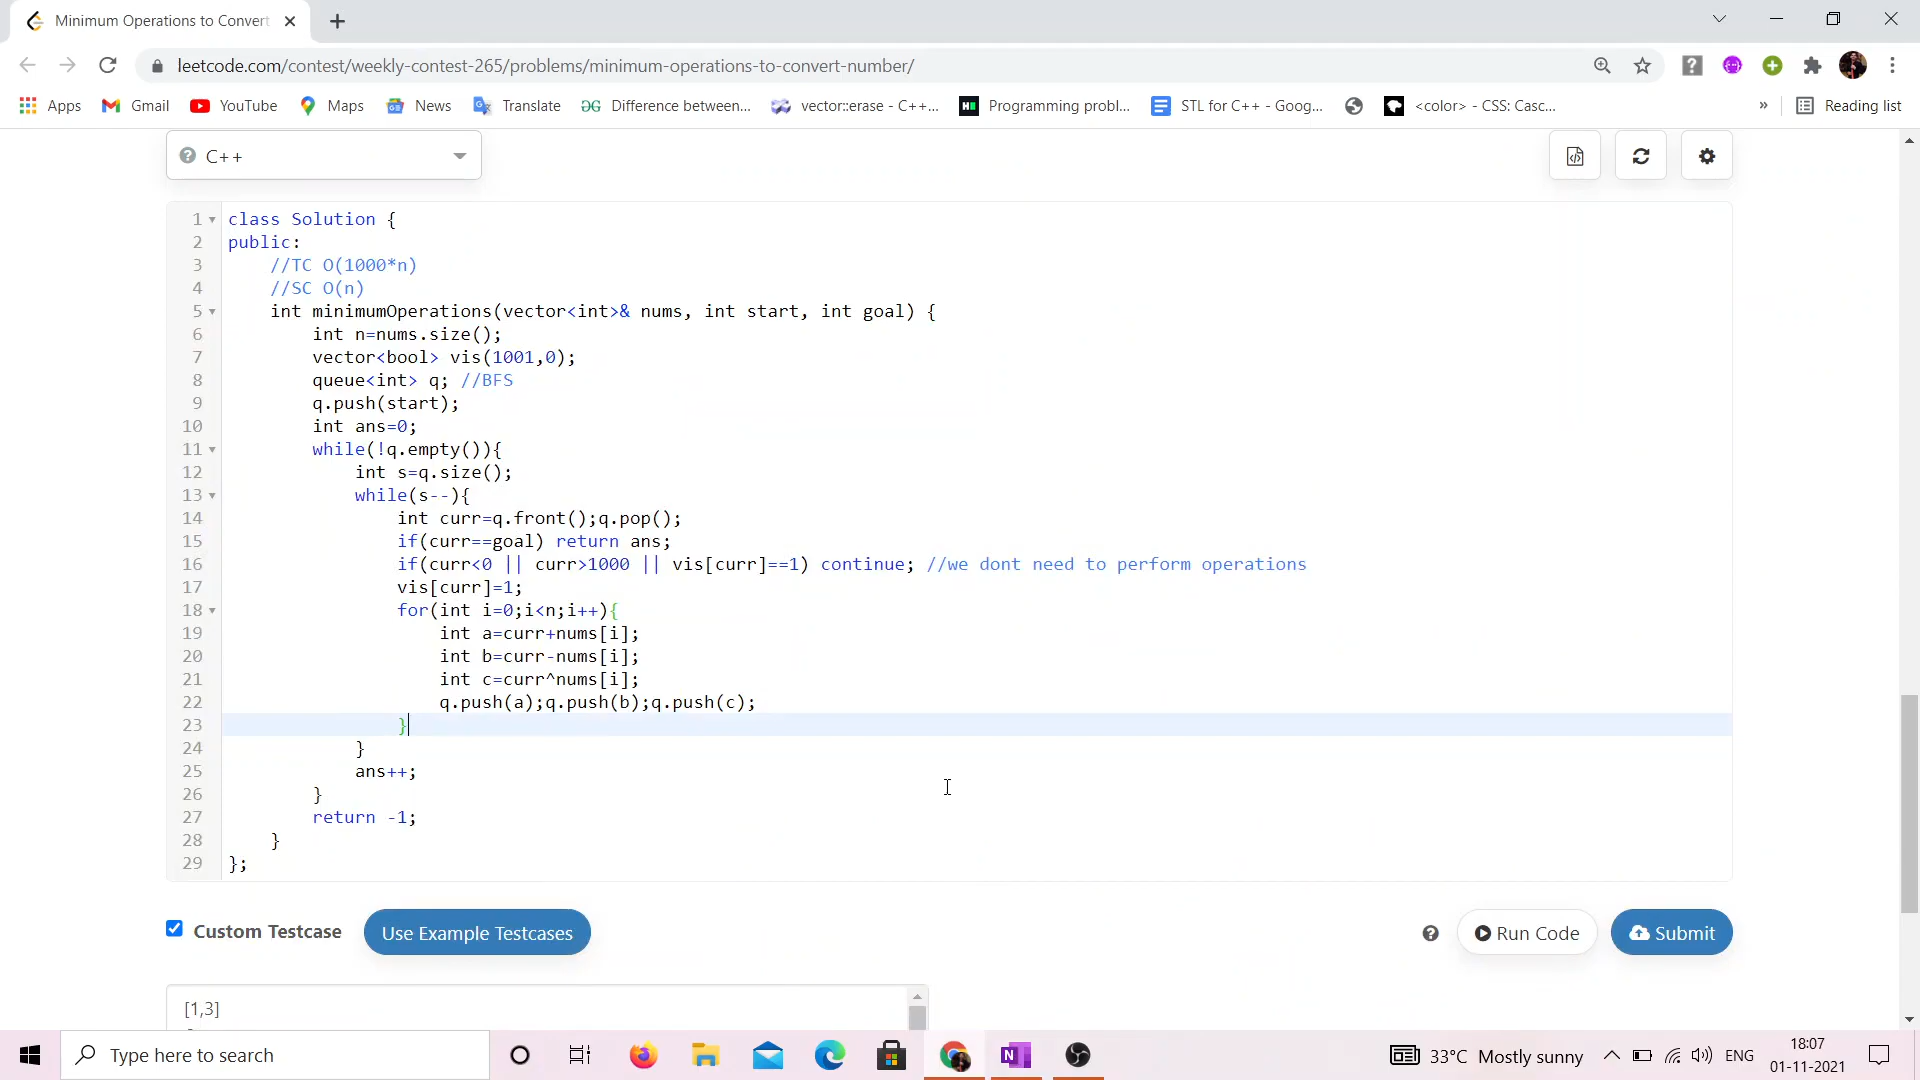 Minimum Operations to Convert
leetcode.com/contest/weekly-contest-265/problems/minimum-operations-to-convert-number/
Apps Gmail YouTube Maps News Translate Difference between... vector::erase - C++... Programming probl... STL for C++ - Goog... <color> - CSS: Casc... » Reading list
C++
1 class Solution {
2 public:
3 //TC O(1000*n)
4 //SC O(n)
5 int minimumOperations(vector<int>& nums, int start, int goal) {
6 int n=nums.size();
7 vector<bool> vis(1001,0);
8 queue<int> q; //BFS
9 q.push(start);
10 int ans=0;
11 while(!q.empty()){
12 int s=q.size();
13 while(s--){
14 int curr=q.front();q.pop();
15 if(curr==goal) return ans;
16 if(curr<0 || curr>1000 || vis[curr]==1) continue; //we dont need to perform operations
17 vis[curr]=1;
18 for(int i=0;i<n;i++){
19 int a=curr+nums[i];
20 int b=curr-nums[i];
21 int c=curr^nums[i];
22 q.push(a);q.push(b);q.push(c);
23 }
24 }
25 ans++;
26 }
27 return -1;
28 }
29 };
Custom Testcase Use Example Testcases Run Code Submit
[1,3]
Type here to search 33°C Mostly sunny ENG 18:07
01-11-2021